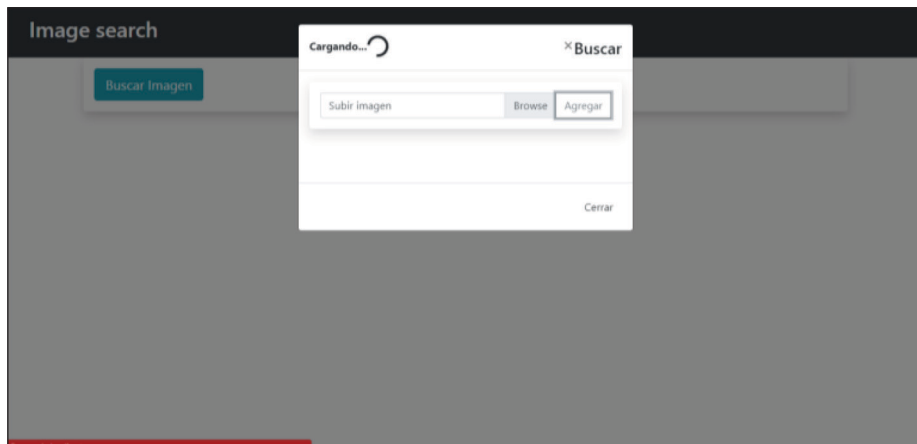 Image search
Cargando...
×Buscar
Buscar Imagen
Subir imagen Browse Agregar
Cerrar